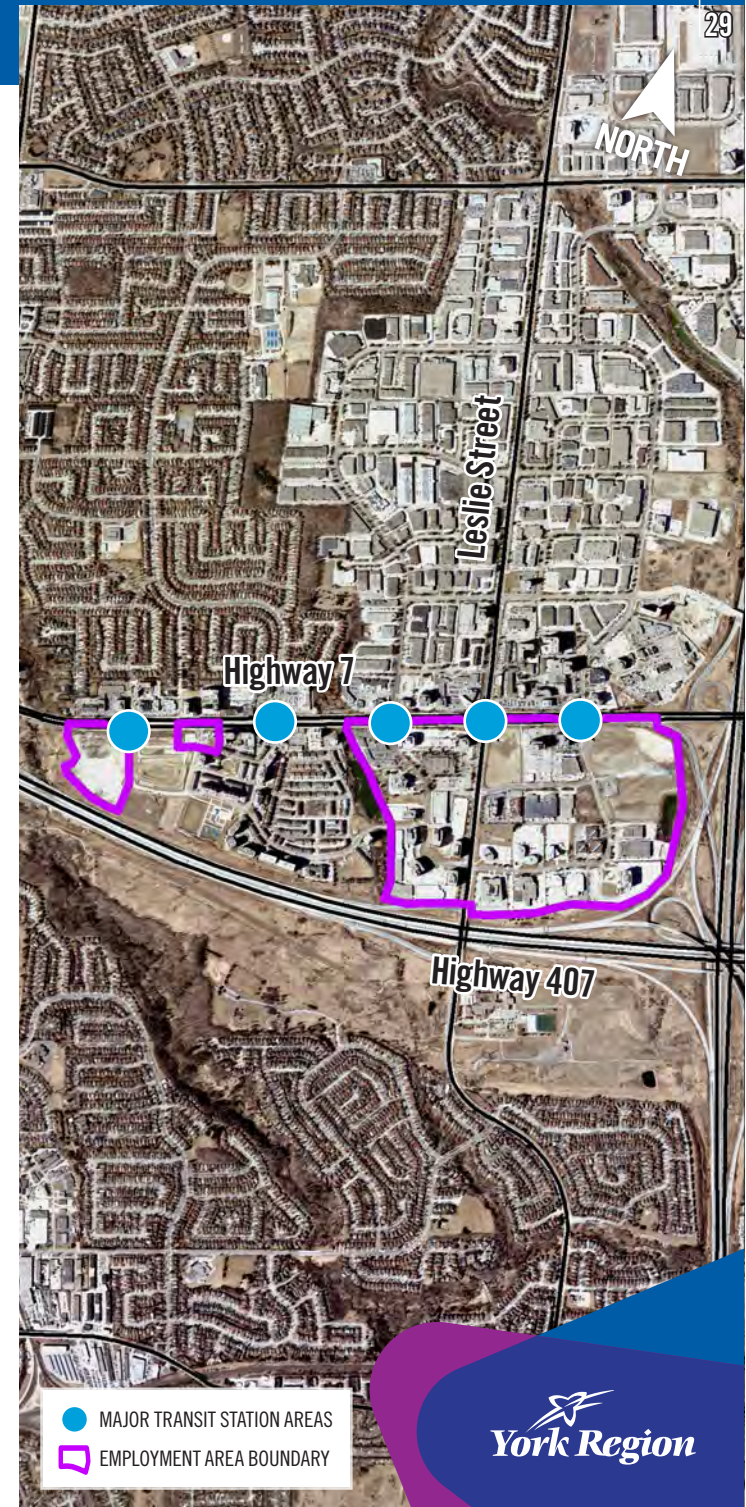 29
NORTH
Leslie Street
Highway 7
Highway 407
MAJOR TRANSIT STATION AREAS
EMPLOYMENT AREA BOUNDARY
York Region